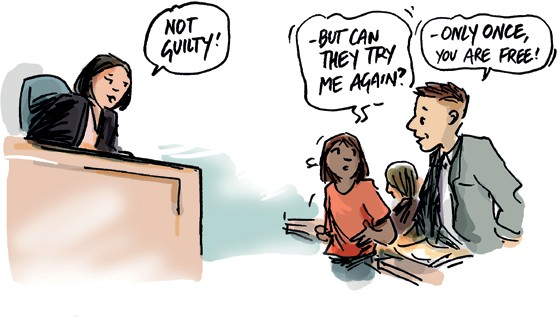 NOT
GUILTY!
-BUT CAN
THEY TRY
ME AGAIN?
-ONLY ONCE,
YOU ARE FREE!